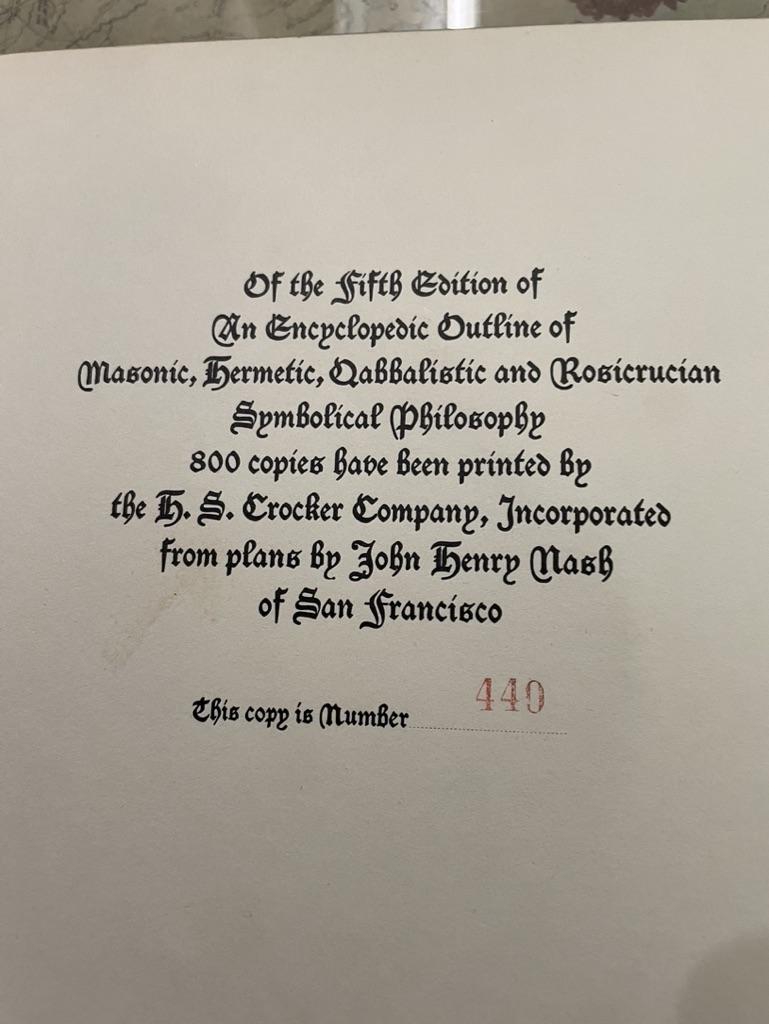 Of the Fifth Edition of
An Encyclopedic Outline of
Masonic, Hermetic, Qabbalistic and Rosicrucian
Symbolical Philosophy
800 copies have been printed by
the H. S. Crocker Company, Incorporated
from plans by John Henry Nash
of San Francisco
This copy is Number 440